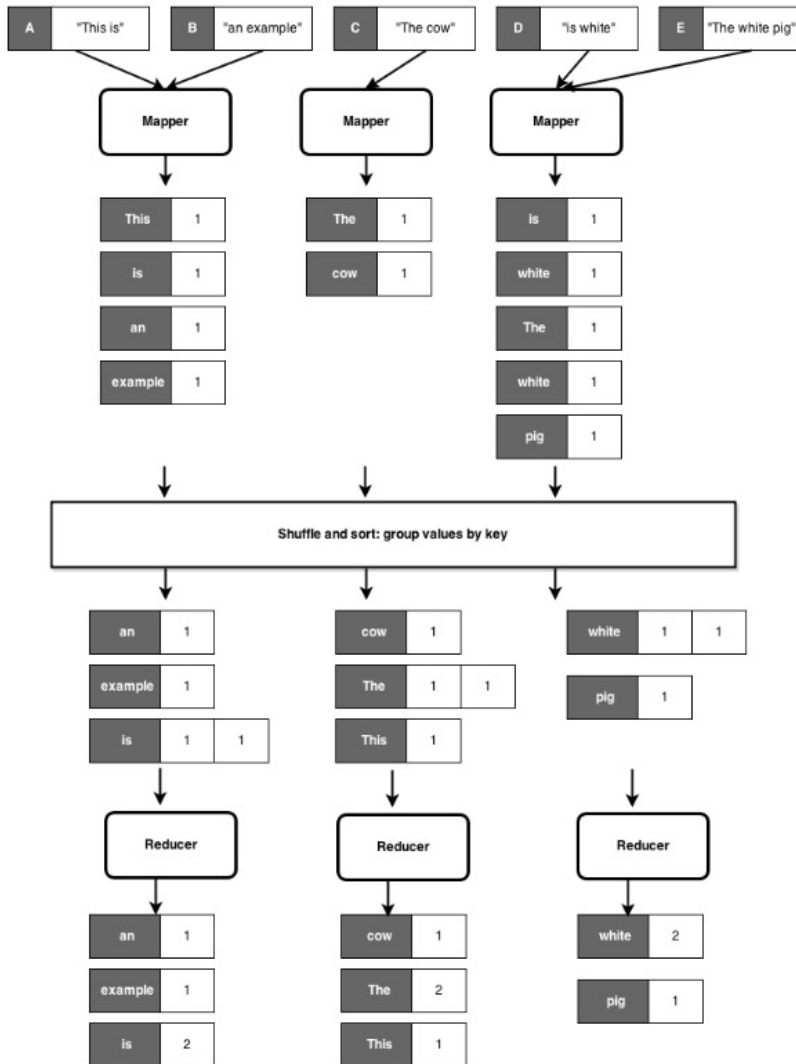 A "This is" B "an example" C "The cow" D "is white" E "The white pig"
Mapper Mapper Mapper
This 1 The 1 is 1
is 1 cow 1 white 1
an 1 The 1
example 1 white 1
pig 1
Shuffle and sort: group values by key
an 1 cow 1 white 1 1
example 1 The 1 1 pig 1
is 1 1 This 1
Reducer Reducer Reducer
an 1 cow 1 white 2
example 1 The 2 pig 1
is 2 This 1